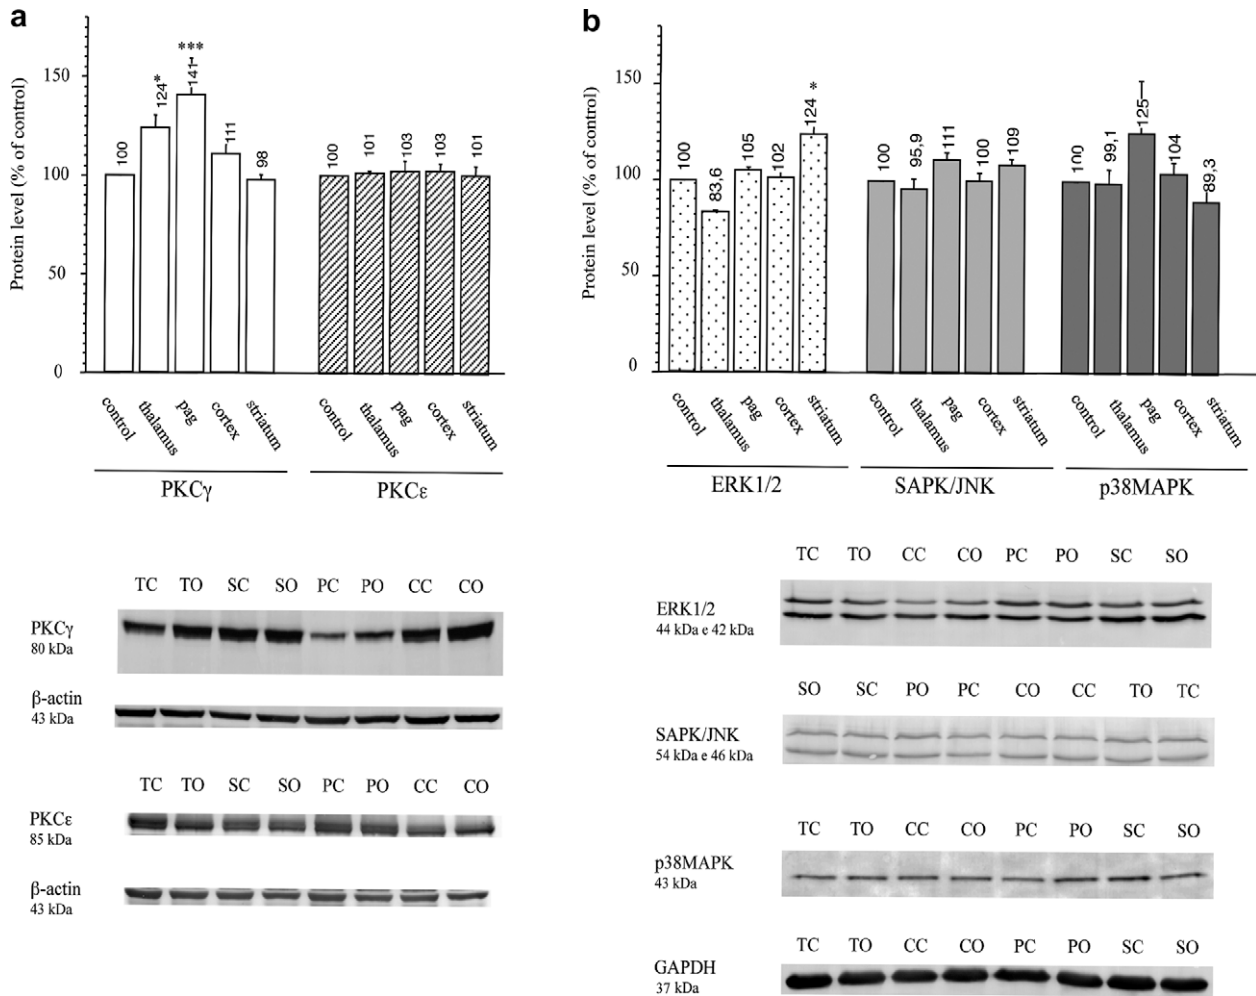 a
Protein level (% of control)
150
100
50
0
100
124*
***
141
111
98
100
101
103
103
101
control
thalamus
pag
cortex
striatum
control
thalamus
pag
cortex
striatum
PKCγ
PKCε
TC TO SC SO PC PO CC CO
PKCγ
80 kDa
β-actin
43 kDa
TC TO SC SO PC PO CC CO
PKCε
85 kDa
β-actin
43 kDa
b
Protein level (% of control)
150
100
50
0
100
83,6
105
102
124 *
100
95,9
111
100
109
100
99,1
125
104
89,3
control
thalamus
pag
cortex
striatum
control
thalamus
pag
cortex
striatum
control
thalamus
pag
cortex
striatum
ERK1/2
SAPK/JNK
p38MAPK
TC TO CC CO PC PO SC SO
ERK1/2
44 kDa e 42 kDa
SO SC PO PC CO CC TO TC
SAPK/JNK
54 kDa e 46 kDa
TC TO CC CO PC PO SC SO
p38MAPK
43 kDa
TC TO CC CO PC PO SC SO
GAPDH
37 kDa